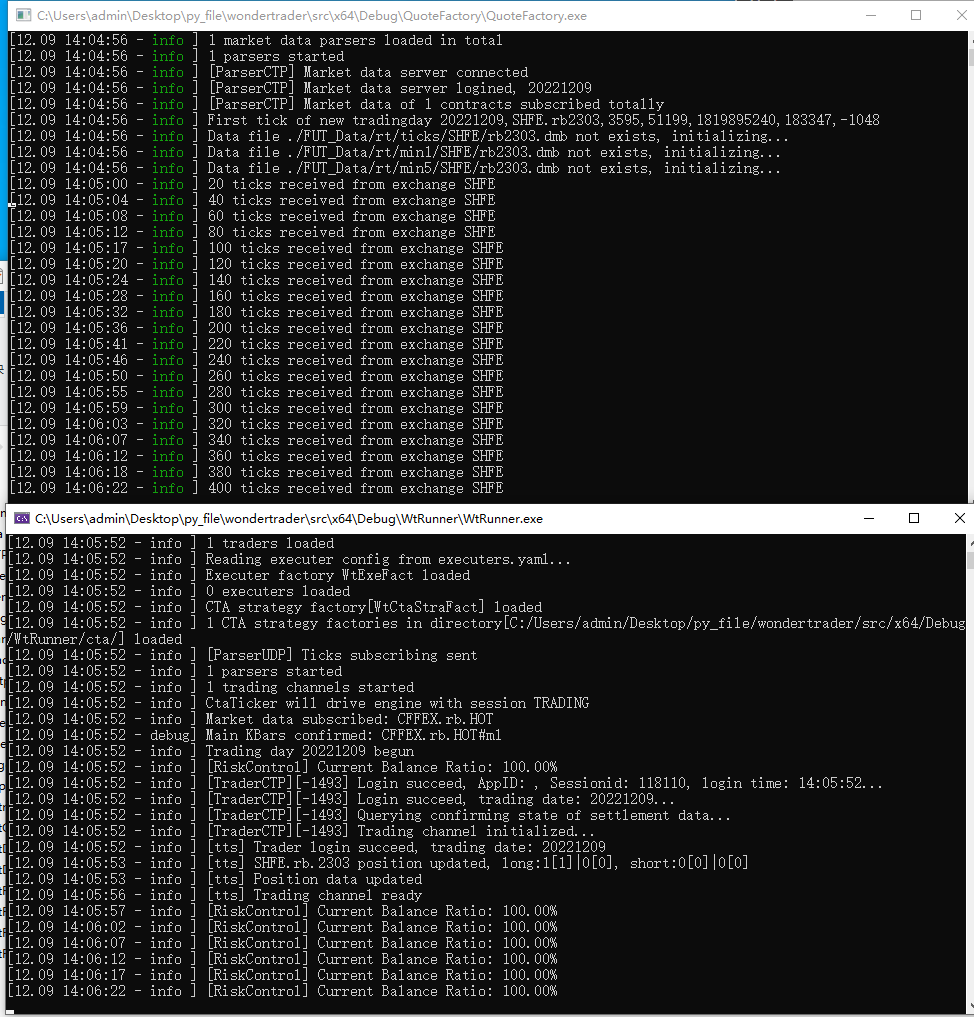 C:\Users\admin\Desktop\py_file\wondertrader\src\x64\Debug\QuoteFactory\QuoteFactory.exe
[12.09 14:04:56 - info ] 1 market data parsers loaded in total
[12.09 14:04:56 - info ] 1 parsers started
[12.09 14:04:56 - info ] [ParserCTP] Market data server connected
[12.09 14:04:56 - info ] [ParserCTP] Market data server logined, 20221209
[12.09 14:04:56 - info ] [ParserCTP] Market data of 1 contracts subscribed totally
[12.09 14:04:56 - info ] First tick of new tradingday 20221209,SHFE.rb2303,3595,51199,1819895240,183347,-1048
[12.09 14:04:56 - info ] Data file ./FUT_Data/rt/ticks/SHFE/rb2303.dmb not exists, initializing...
[12.09 14:04:56 - info ] Data file ./FUT_Data/rt/min1/SHFE/rb2303.dmb not exists, initializing...
[12.09 14:04:56 - info ] Data file ./FUT_Data/rt/min5/SHFE/rb2303.dmb not exists, initializing...
[12.09 14:05:00 - info ] 20 ticks received from exchange SHFE
[12.09 14:05:04 - info ] 40 ticks received from exchange SHFE
[12.09 14:05:08 - info ] 60 ticks received from exchange SHFE
[12.09 14:05:12 - info ] 80 ticks received from exchange SHFE
[12.09 14:05:17 - info ] 100 ticks received from exchange SHFE
[12.09 14:05:20 - info ] 120 ticks received from exchange SHFE
[12.09 14:05:24 - info ] 140 ticks received from exchange SHFE
[12.09 14:05:28 - info ] 160 ticks received from exchange SHFE
[12.09 14:05:32 - info ] 180 ticks received from exchange SHFE
[12.09 14:05:36 - info ] 200 ticks received from exchange SHFE
[12.09 14:05:41 - info ] 220 ticks received from exchange SHFE
[12.09 14:05:46 - info ] 240 ticks received from exchange SHFE
[12.09 14:05:50 - info ] 260 ticks received from exchange SHFE
[12.09 14:05:55 - info ] 280 ticks received from exchange SHFE
[12.09 14:05:59 - info ] 300 ticks received from exchange SHFE
[12.09 14:06:03 - info ] 320 ticks received from exchange SHFE
[12.09 14:06:07 - info ] 340 ticks received from exchange SHFE
[12.09 14:06:12 - info ] 360 ticks received from exchange SHFE
[12.09 14:06:18 - info ] 380 ticks received from exchange SHFE
[12.09 14:06:22 - info ] 400 ticks received from exchange SHFE
C:\Users\admin\Desktop\py_file\wondertrader\src\x64\Debug\WtRunner\WtRunner.exe
[12.09 14:05:52 - info ] 1 traders loaded
[12.09 14:05:52 - info ] Reading executer config from executers.yaml...
[12.09 14:05:52 - info ] Executer factory WtExeFact loaded
[12.09 14:05:52 - info ] 0 executers loaded
[12.09 14:05:52 - info ] CTA strategy factory[WtCtaStraFact] loaded
[12.09 14:05:52 - info ] 1 CTA strategy factories in directory[C:/Users/admin/Desktop/py_file/wondertrader/src/x64/Debug
/WtRunner/cta/] loaded
[12.09 14:05:52 - info ] [ParserUDP] Ticks subscribing sent
[12.09 14:05:52 - info ] 1 parsers started
[12.09 14:05:52 - info ] 1 trading channels started
[12.09 14:05:52 - info ] CtaTicker will drive engine with session TRADING
[12.09 14:05:52 - info ] Market data subscribed: CFFEX.rb.HOT
[12.09 14:05:52 - debug] Main KBars confirmed: CFFEX.rb.HOT#m1
[12.09 14:05:52 - info ] Trading day 20221209 begun
[12.09 14:05:52 - info ] [RiskControl] Current Balance Ratio: 100.00%
[12.09 14:05:52 - info ] [TraderCTP][-1493] Login succeed, AppID: , Sessionid: 118110, login time: 14:05:52...
[12.09 14:05:52 - info ] [TraderCTP][-1493] Login succeed, trading date: 20221209...
[12.09 14:05:52 - info ] [TraderCTP][-1493] Querying confirming state of settlement data...
[12.09 14:05:52 - info ] [TraderCTP][-1493] Trading channel initialized...
[12.09 14:05:52 - info ] [tts] Trader login succeed, trading date: 20221209
[12.09 14:05:53 - info ] [tts] SHFE.rb.2303 position updated, long:1[1]|0[0], short:0[0]|0[0]
[12.09 14:05:53 - info ] [tts] Position data updated
[12.09 14:05:56 - info ] [tts] Trading channel ready
[12.09 14:05:57 - info ] [RiskControl] Current Balance Ratio: 100.00%
[12.09 14:06:02 - info ] [RiskControl] Current Balance Ratio: 100.00%
[12.09 14:06:07 - info ] [RiskControl] Current Balance Ratio: 100.00%
[12.09 14:06:12 - info ] [RiskControl] Current Balance Ratio: 100.00%
[12.09 14:06:17 - info ] [RiskControl] Current Balance Ratio: 100.00%
[12.09 14:06:22 - info ] [RiskControl] Current Balance Ratio: 100.00%